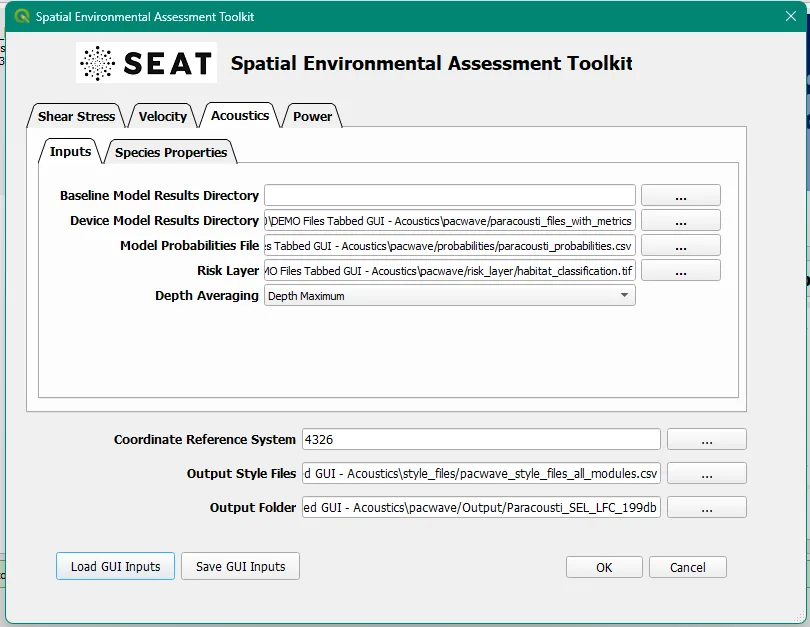 Spatial Environmental Assessment Toolkit
SEAT Spatial Environmental Assessment Toolkit
Shear Stress Velocity Acoustics Power
Inputs Species Properties
Baseline Model Results Directory ...
Device Model Results Directory )\DEMO Files Tabbed GUI - Acoustics\pacwave/paracousti_files_with_metrics ...
Model Probabilities File es Tabbed GUI - Acoustics\pacwave/probabilities/paracousti_probabilities.csv ...
Risk Layer MO Files Tabbed GUI - Acoustics\pacwave/risk_layer/habitat_classification.tif ...
Depth Averaging Depth Maximum
Coordinate Reference System 4326 ...
Output Style Files d GUI - Acoustics\style_files/pacwave_style_files_all_modules.csv ...
Output Folder ed GUI - Acoustics\pacwave/Output/Paracousti_SEL_LFC_199db ...
Load GUI Inputs Save GUI Inputs OK Cancel